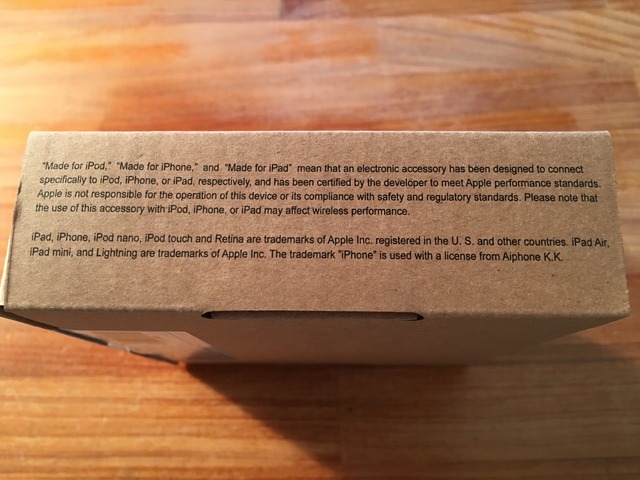 “Made for iPod,” “Made for iPhone,” and “Made for iPad” mean that an electronic accessory has been designed to connect
specifically to iPod, iPhone, or iPad, respectively, and has been certified by the developer to meet Apple performance standards.
Apple is not responsible for the operation of this device or its compliance with safety and regulatory standards. Please note that
the use of this accessory with iPod, iPhone, or iPad may affect wireless performance.
iPad, iPhone, iPod nano, iPod touch and Retina are trademarks of Apple Inc. registered in the U. S. and other countries. iPad Air,
iPad mini, and Lightning are trademarks of Apple Inc. The trademark "iPhone" is used with a license from Aiphone K.K.